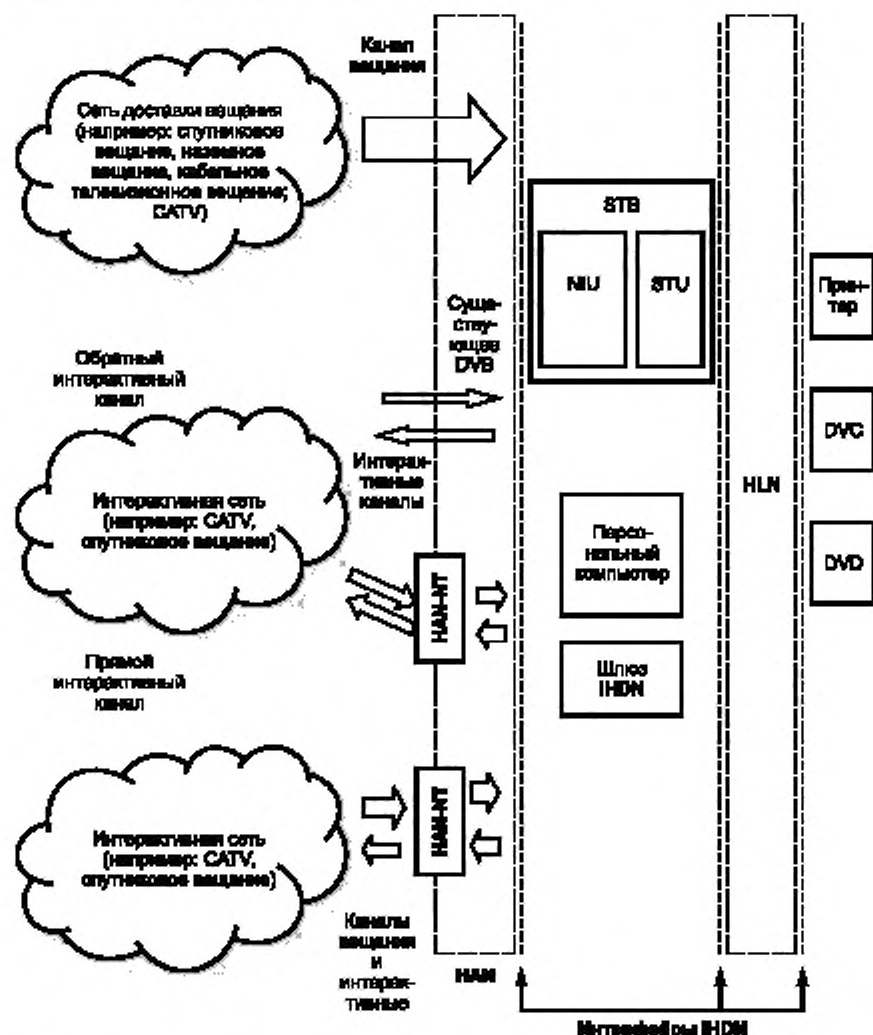 Канал
вещания
Сеть доставки вещания
(например: спутниковое
вещание, наземное
вещание, кабельное
телевизионное вещание;
CATV)
STB
NIU
STU
Прин-
тер
Суще-
ству-
ющее
DVB
Обратный
интерактивный
канал
DVC
Интерак-
тивные
каналы
HLN
Интерактивная сеть
(например: CATV,
спутниковое вещание)
Персо-
нальный
компьютер
DVD
HAN-NT
Прямой
интерактивный
канал
Шлюз
IHDN
HAN-NT
Интерактивная сеть
(например: CATV,
спутниковое вещание)
Каналы
вещания
и
интерак-
тивные
HAN
Интерфейсы IHDN